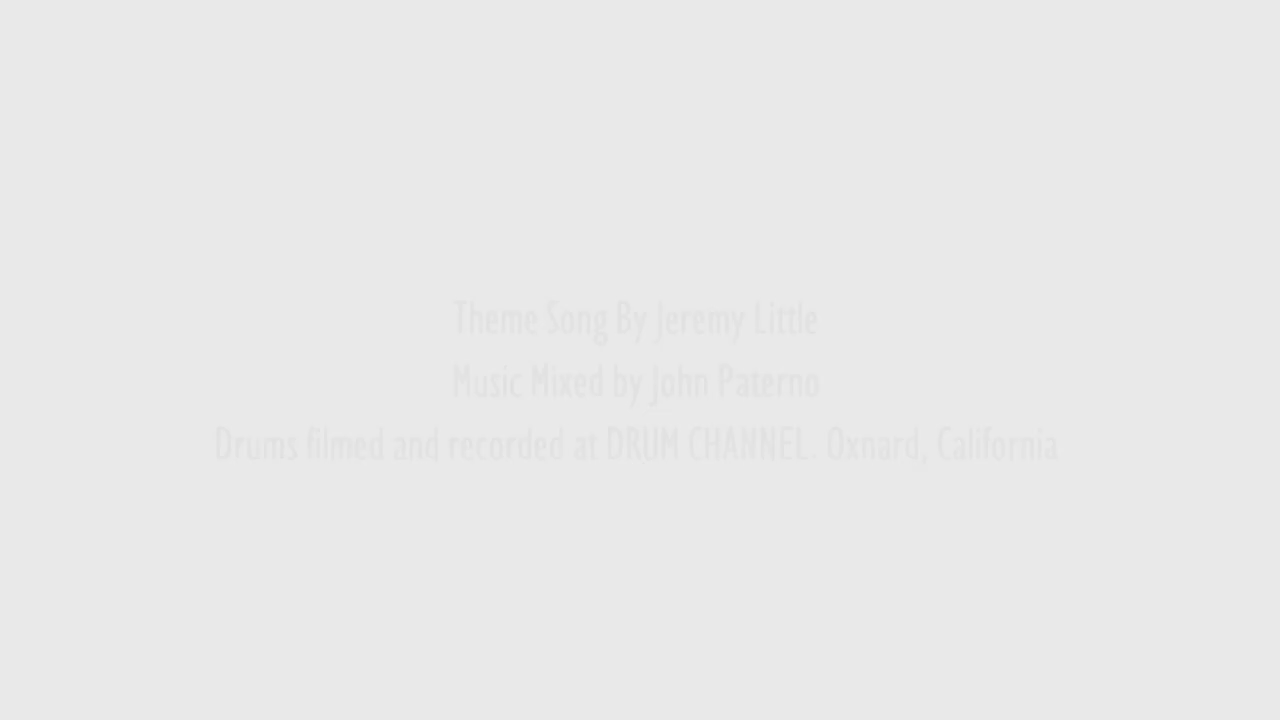 Theme Song By Jeremy Little
Music Mixed by John Paterno
Drums filmed and recorded at DRUM CHANNEL. Oxnard, California